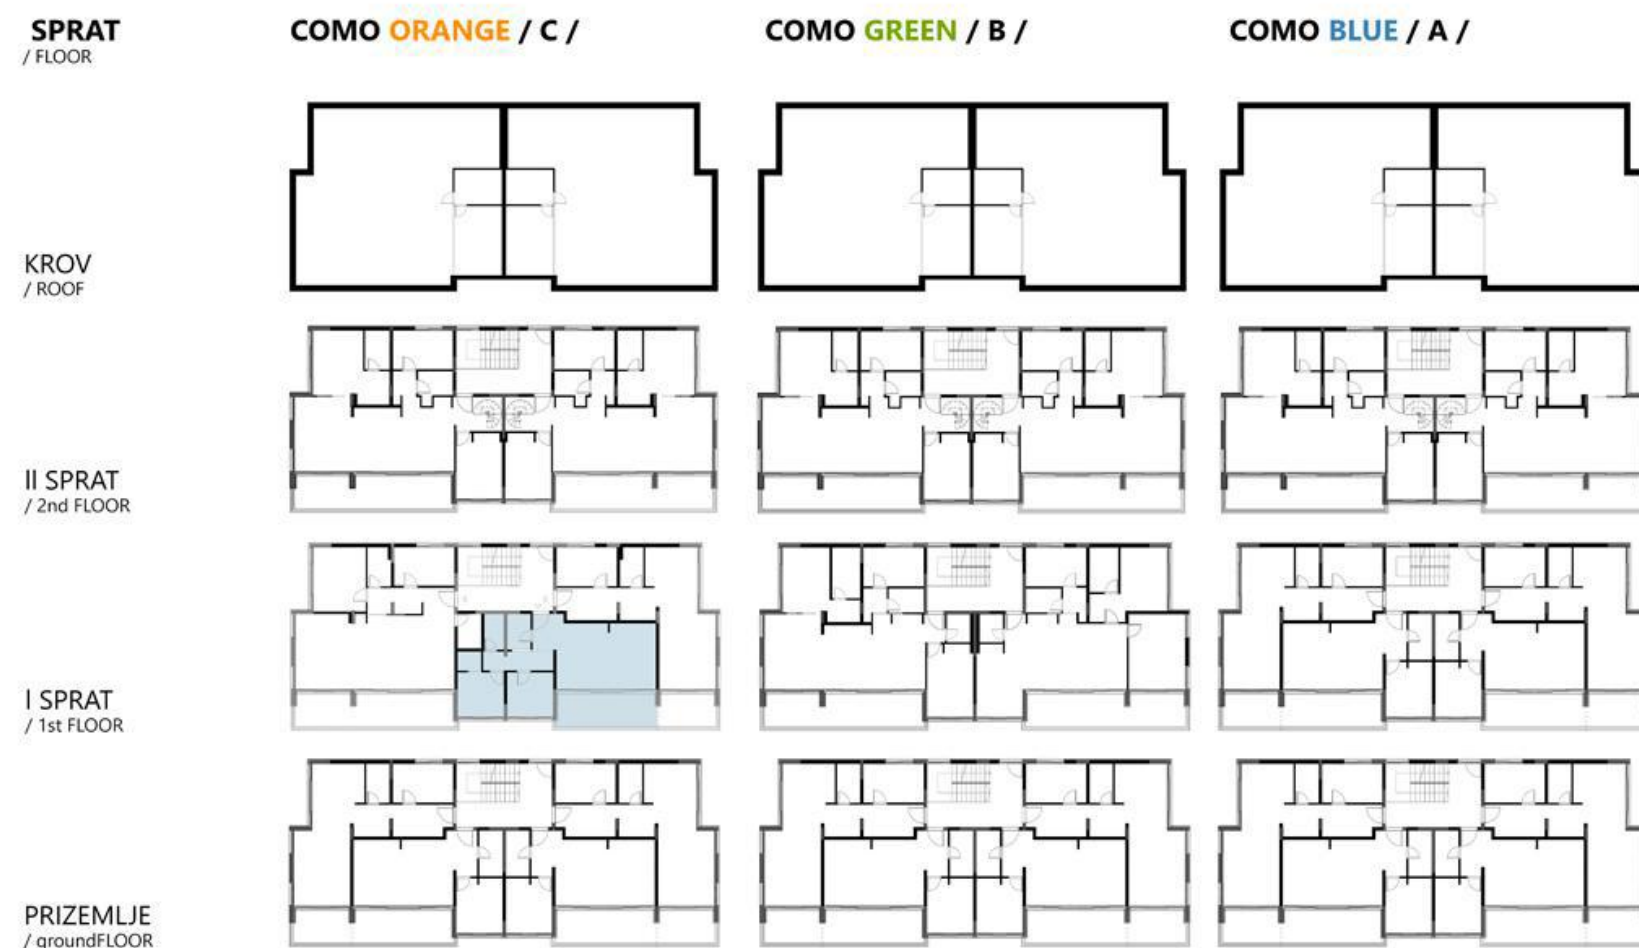 SPRAT
/ FLOOR
COMO ORANGE / C /
COMO GREEN / B /
COMO BLUE / A /
KROV
/ ROOF
II SPRAT
/ 2nd FLOOR
I SPRAT
/ 1st FLOOR
PRIZEMLJE
/ groundFLOOR